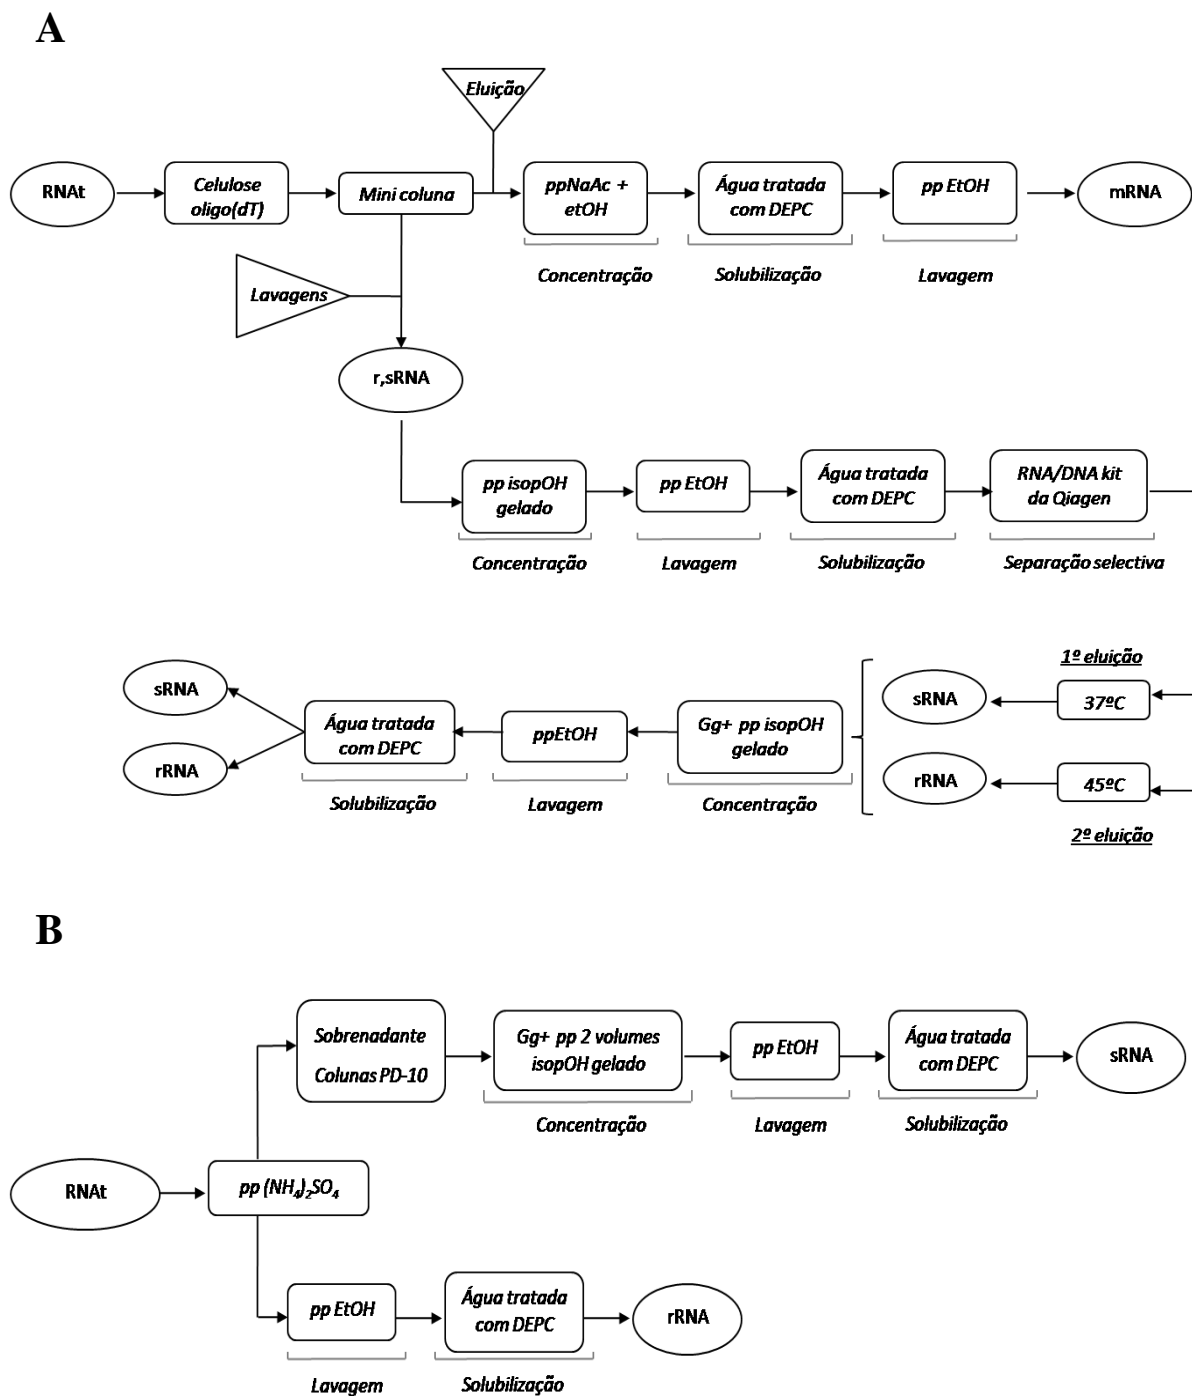 A
Eluição
RNAt
Celulose
oligo(dT)
Mini coluna
ppNaAc +
etOH
Água tratada
com DEPC
pp EtOH
mRNA
Concentração
Solubilização
Lavagem
Lavagens
r,sRNA
pp isopOH
gelado
pp EtOH
Água tratada
com DEPC
RNA/DNA kit
da Qiagen
Concentração
Lavagem
Solubilização
Separação selectiva
1º eluição
sRNA
rRNA
Água tratada
com DEPC
ppEtOH
Gg+ pp isopOH
gelado
sRNA
37ºC
rRNA
45ºC
Solubilização
Lavagem
Concentração
2º eluição
B
Sobrenadante
Colunas PD-10
Gg+ pp 2 volumes
isopOH gelado
pp EtOH
Água tratada
com DEPC
sRNA
Concentração
Lavagem
Solubilização
RNAt
pp (NH₄)₂SO₄
pp EtOH
Água tratada
com DEPC
rRNA
Lavagem
Solubilização